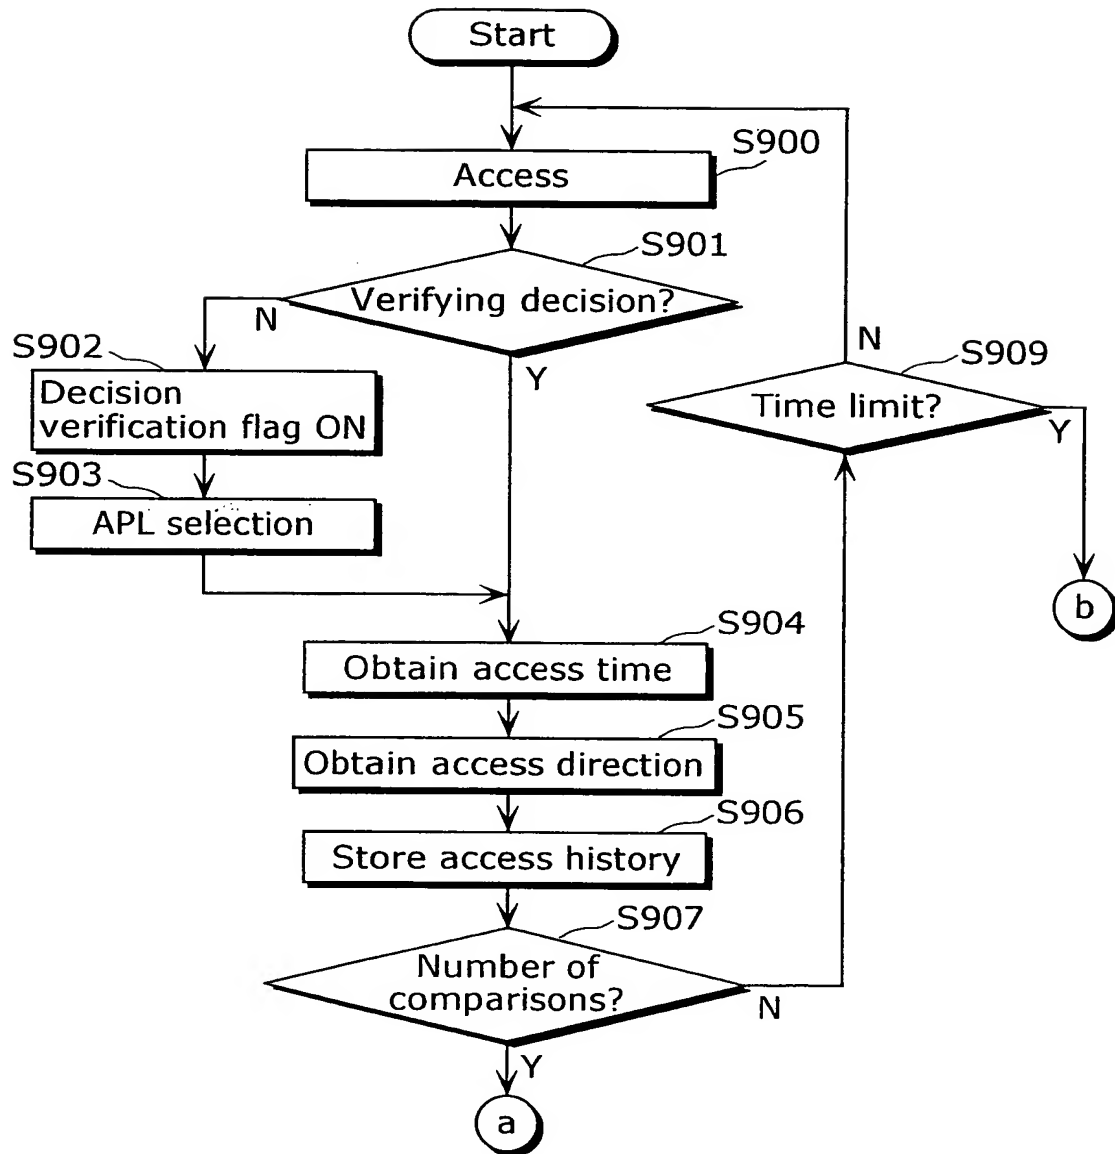 Start
S900
Access
S901
Verifying decision?
N
Y
S902
Decision
verification flag ON
S903
APL selection
N
S909
Time limit?
Y
b
S904
Obtain access time
S905
Obtain access direction
S906
Store access history
S907
Number of
comparisons?
N
Y
a